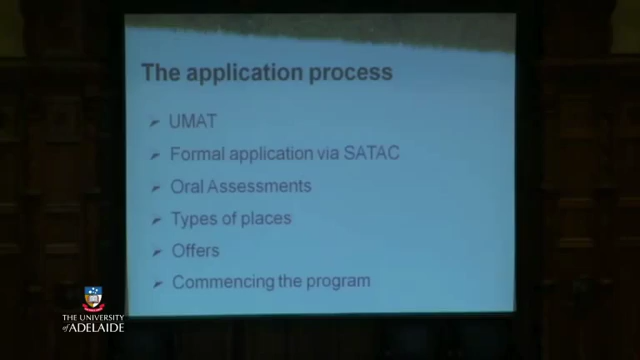 The application process
UMAT
Formal application via SATAC
Oral Assessments
Types of places
Offers
Commencing the program
THE UNIVERSITY
of ADELAIDE